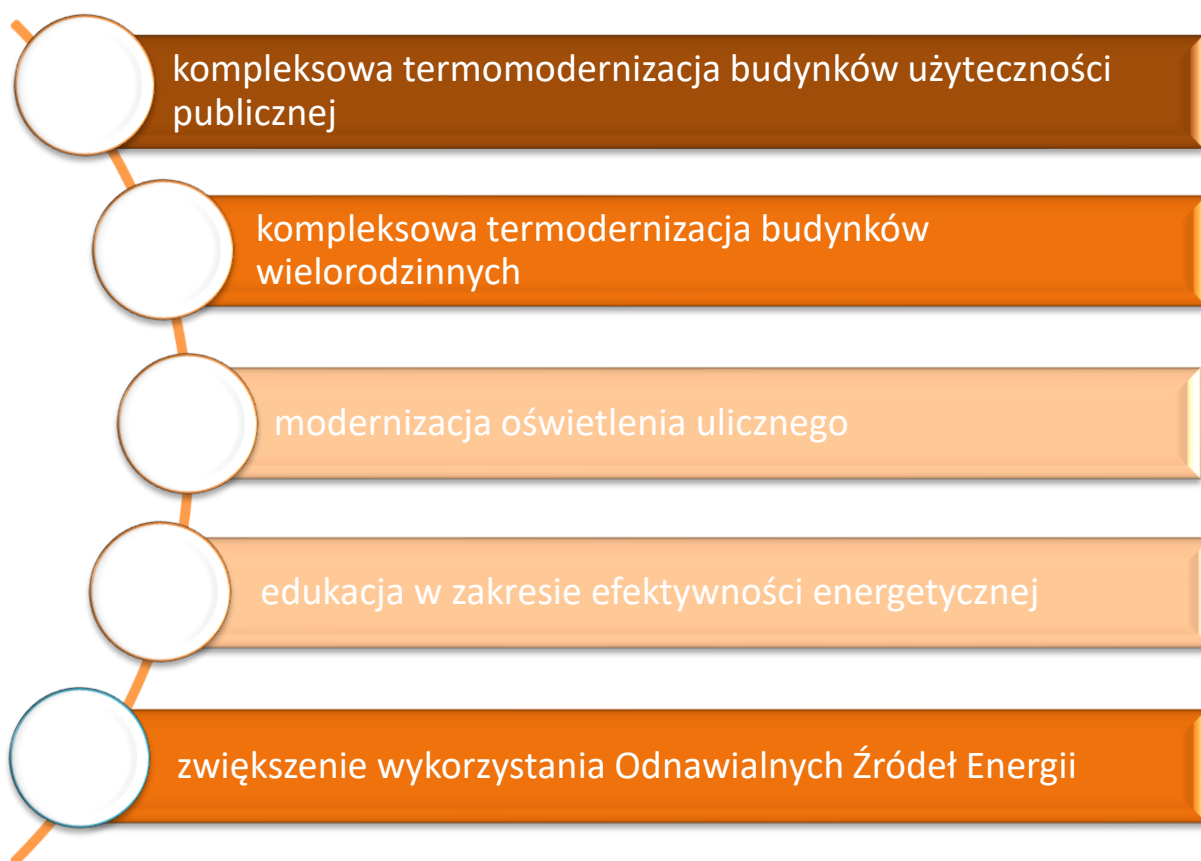 kompleksowa termomodernizacja budynków użyteczności
publicznej
kompleksowa termodernizacja budynków
wielorodzinnych
modernizacja oświetlenia ulicznego
edukacja w zakresie efektywności energetycznej
zwiększenie wykorzystania Odnawialnych Źródeł Energii